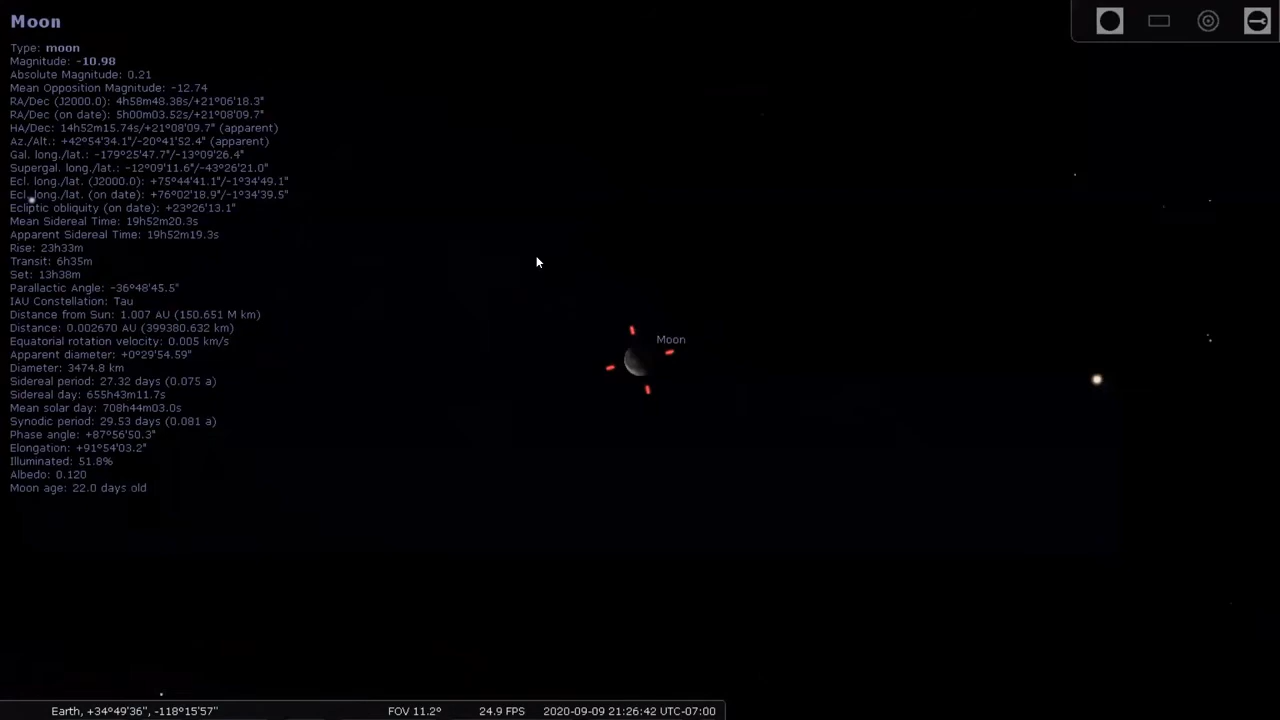 Moon
Type: moon
Magnitude: -10.98
Absolute Magnitude: 0.21
Mean Opposition Magnitude: -12.74
RA/Dec (J2000.0): 4h58m48.38s/+21°06'18.3"
RA/Dec (on date): 5h00m03.52s/+21°08'09.7"
HA/Dec: 14h52m15.74s/+21°08'09.7" (apparent)
Az./Alt.: +42°54'34.1"/-20°41'52.4" (apparent)
Gal. long./lat.: -179°25'47.7"/-13°09'26.4"
Supergal. long./lat.: -12°09'11.6"/-43°26'21.0"
Ecl. long./lat. (J2000.0): +75°44'41.1"/-1°34'49.1"
Ecl. long./lat. (on date): +76°02'18.9"/-1°34'39.5"
Ecliptic obliquity (on date): +23°26'13.1"
Mean Sidereal Time: 19h52m20.3s
Apparent Sidereal Time: 19h52m19.3s
Rise: 23h33m
Transit: 6h35m
Set: 13h38m
Parallactic Angle: -36°48'45.5"
IAU Constellation: Tau
Distance from Sun: 1.007 AU (150.651 M km)
Distance: 0.002670 AU (399380.632 km)
Equatorial rotation velocity: 0.005 km/s
Apparent diameter: +0°29'54.59"
Diameter: 3474.8 km
Sidereal period: 27.32 days (0.075 a)
Sidereal day: 655h43m11.7s
Mean solar day: 708h44m03.0s
Synodic period: 29.53 days (0.081 a)
Phase angle: +87°56'50.3"
Elongation: +91°54'03.2"
Illuminated: 51.8%
Albedo: 0.120
Moon age: 22.0 days old
Moon
Earth, +34°49'36", -118°15'57" FOV 11.2° 24.9 FPS 2020-09-09 21:26:42 UTC-07:00